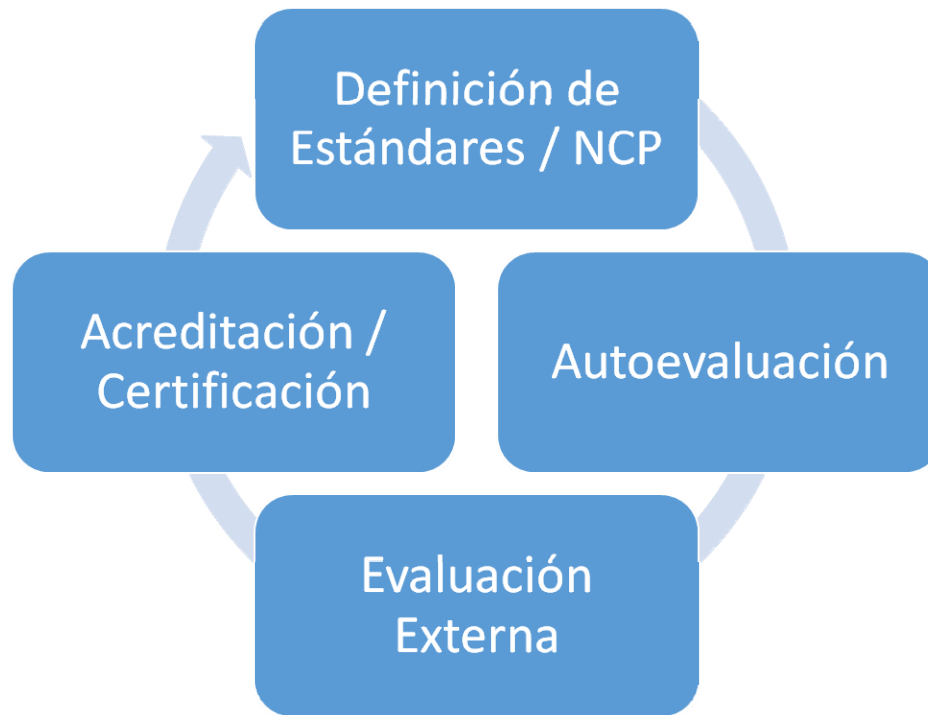 Definición de
Estándares / NCP
Autoevaluación
Evaluación
Externa
Acreditación /
Certificación